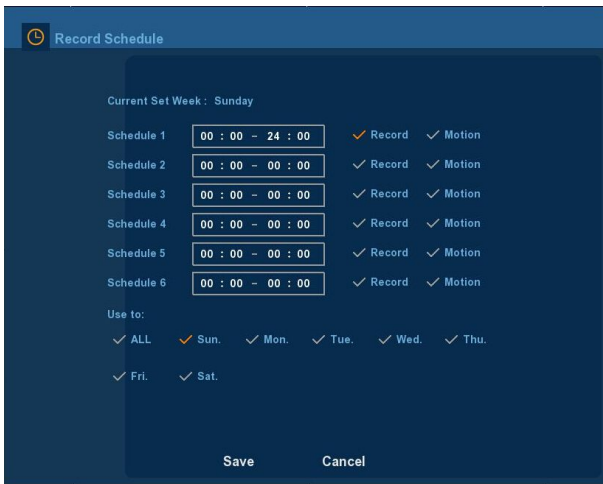 Record Schedule
Current Set Week : Sunday
Schedule 1 00 : 00 - 24 : 00 Record Motion
Schedule 2 00 : 00 - 00 : 00 Record Motion
Schedule 3 00 : 00 - 00 : 00 Record Motion
Schedule 4 00 : 00 - 00 : 00 Record Motion
Schedule 5 00 : 00 - 00 : 00 Record Motion
Schedule 6 00 : 00 - 00 : 00 Record Motion
Use to:
ALL Sun. Mon. Tue. Wed. Thu.
Fri. Sat.
Save Cancel